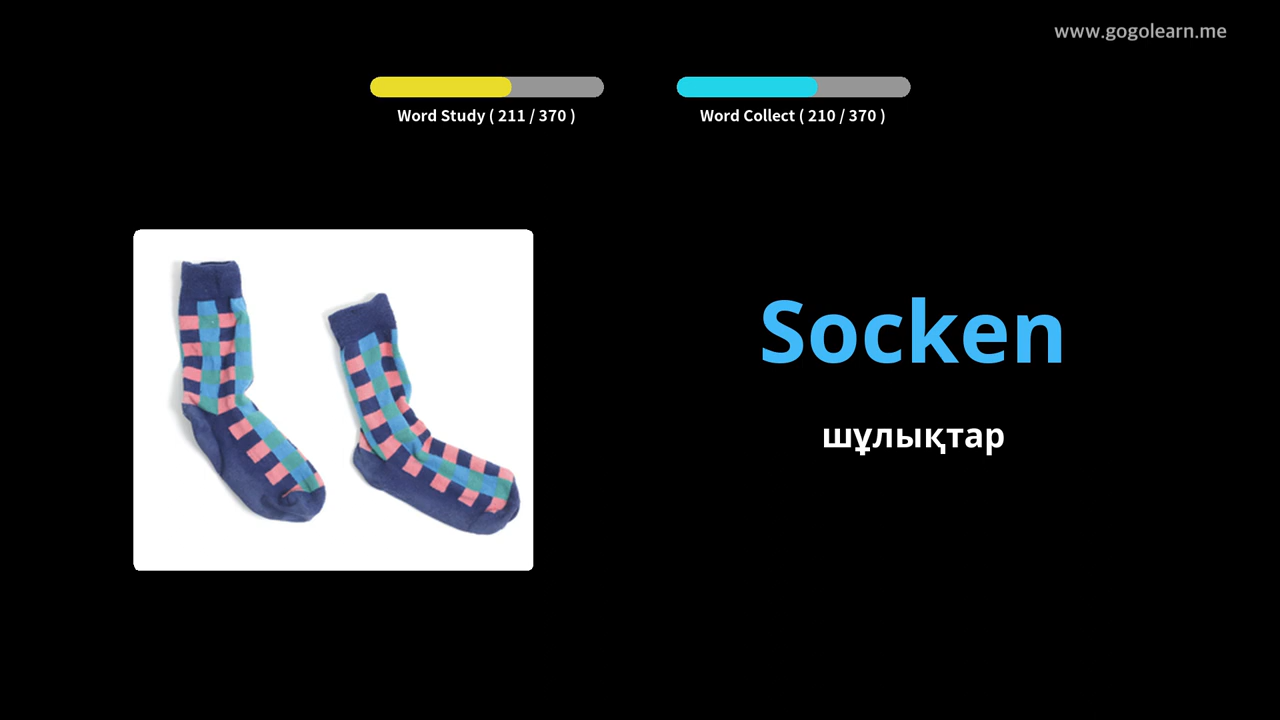 www.gogolearn.me
Word Study ( 211 / 370 )
Word Collect ( 210 / 370 )
Socken
шұлықтар